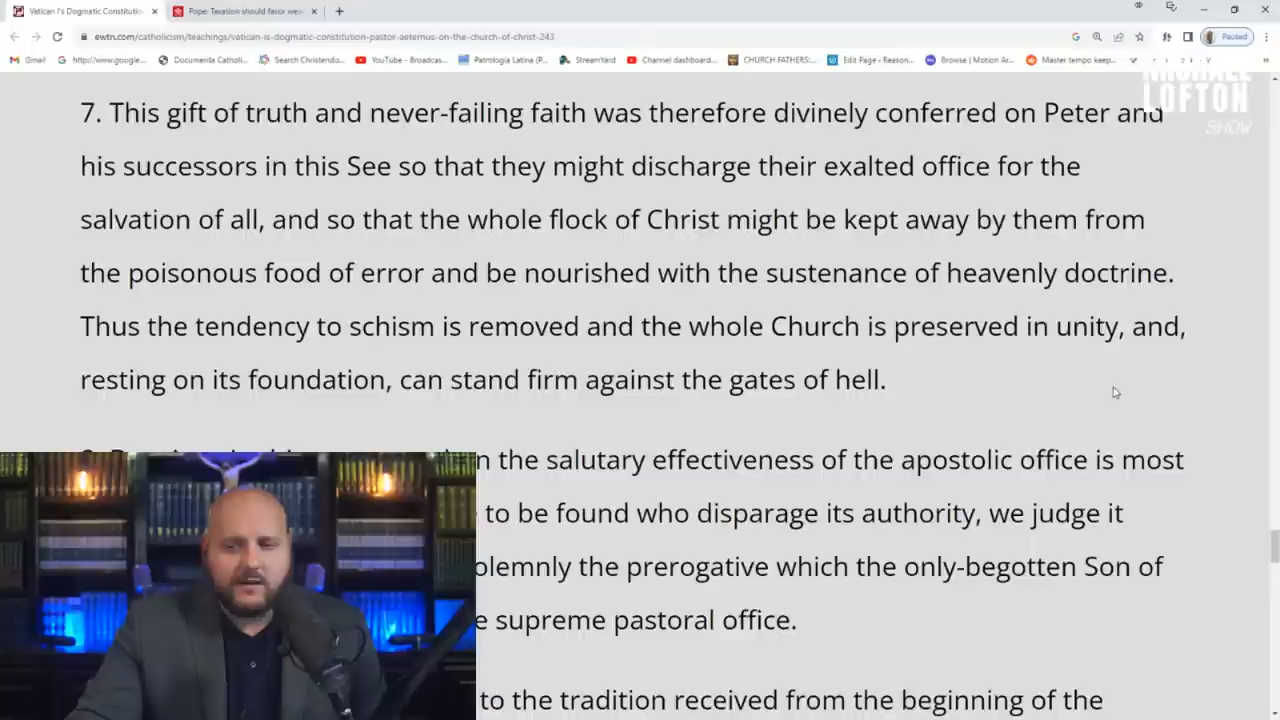 Vatican I's Dogmatic Constitutio
Pope: Taxation should favor wea
ewtn.com/catholicism/teachings/vatican-is-dogmatic-constitution-pastor-aeternus-on-the-church-of-christ-243
Paused
Gmail
http://www.google...
Documenta Catholi...
Search Christendo...
YouTube - Broadcas...
Patrologia Latina (P...
StreamYard
Channel dashboard...
CHURCH FATHERS:...
Edit Page - Reason...
Browse | Motion Ar...
Master tempo keep...
MICHAEL
LOFTON
SHOW
7. This gift of truth and never-failing faith was therefore divinely conferred on Peter and
his successors in this See so that they might discharge their exalted office for the
salvation of all, and so that the whole flock of Christ might be kept away by them from
the poisonous food of error and be nourished with the sustenance of heavenly doctrine.
Thus the tendency to schism is removed and the whole Church is preserved in unity, and,
resting on its foundation, can stand firm against the gates of hell.
n the salutary effectiveness of the apostolic office is most
to be found who disparage its authority, we judge it
olemnly the prerogative which the only-begotten Son of
e supreme pastoral office.
to the tradition received from the beginning of the